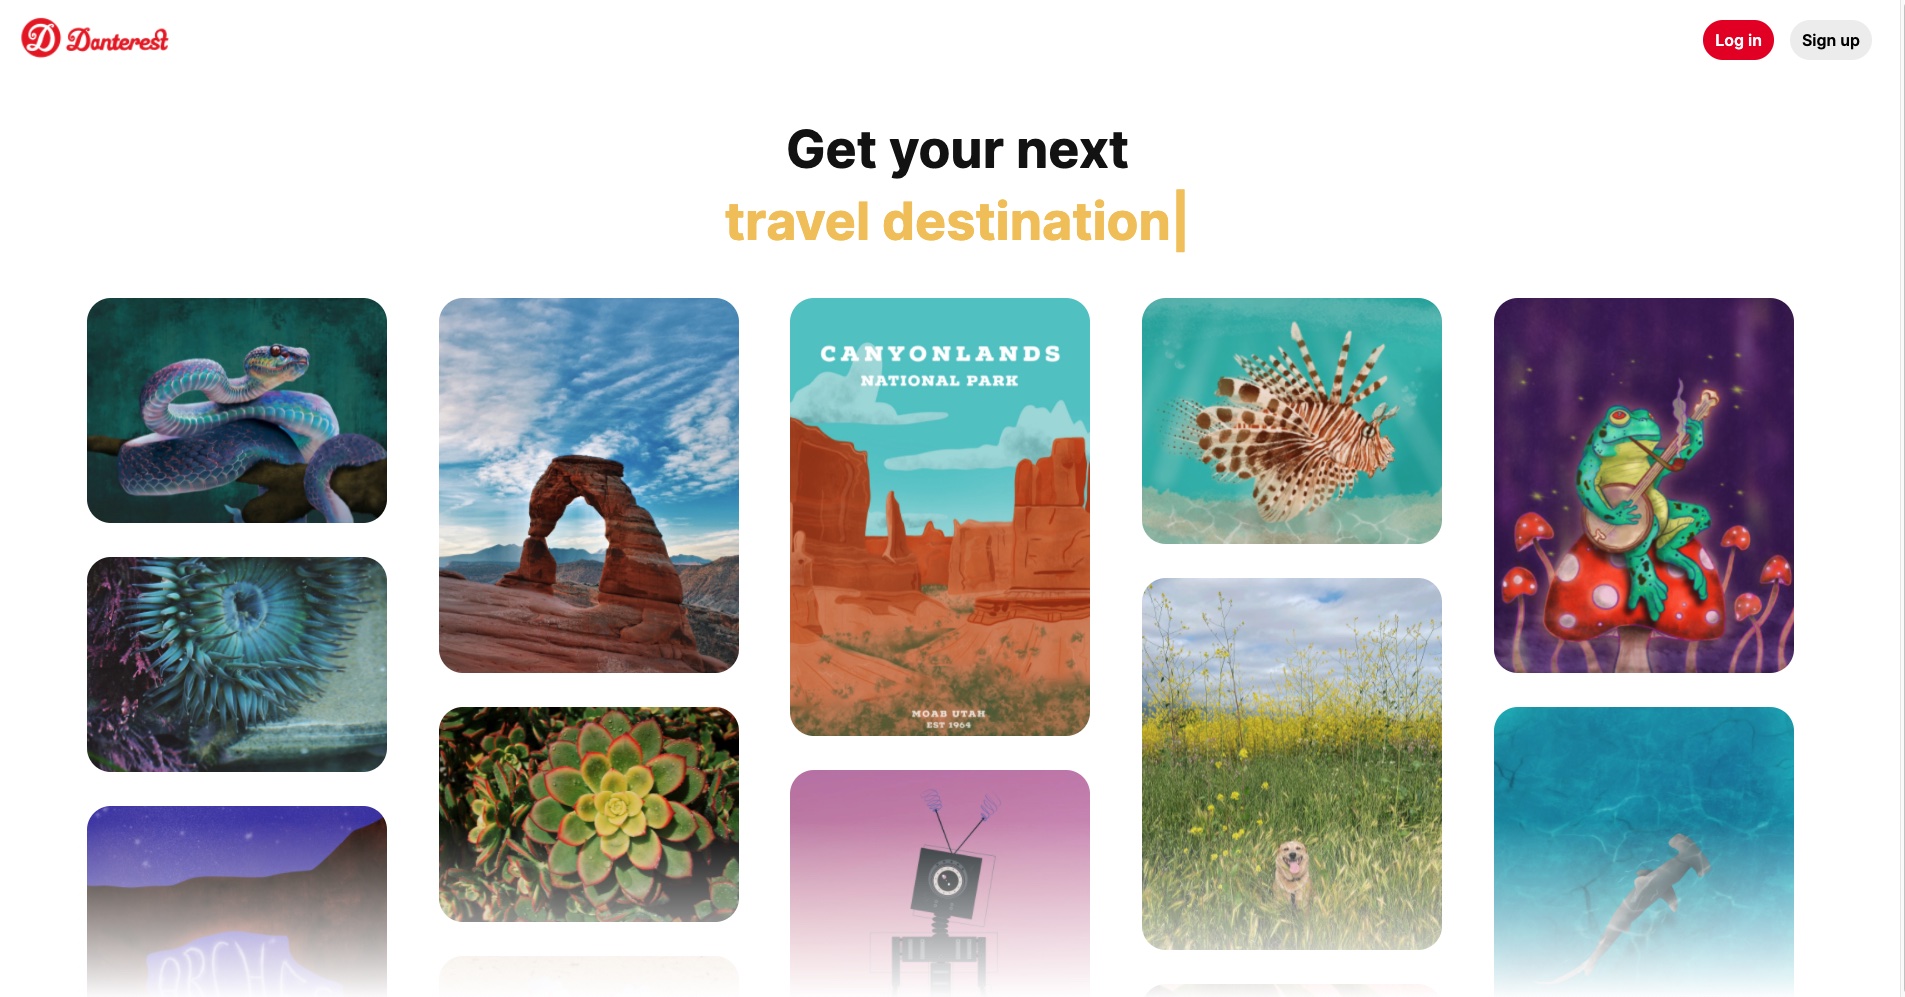 Danterest
Log in
Sign up
Get your next
travel destination
CANYONLANDS
NATIONAL PARK
MOAB UTAH
EST 1964